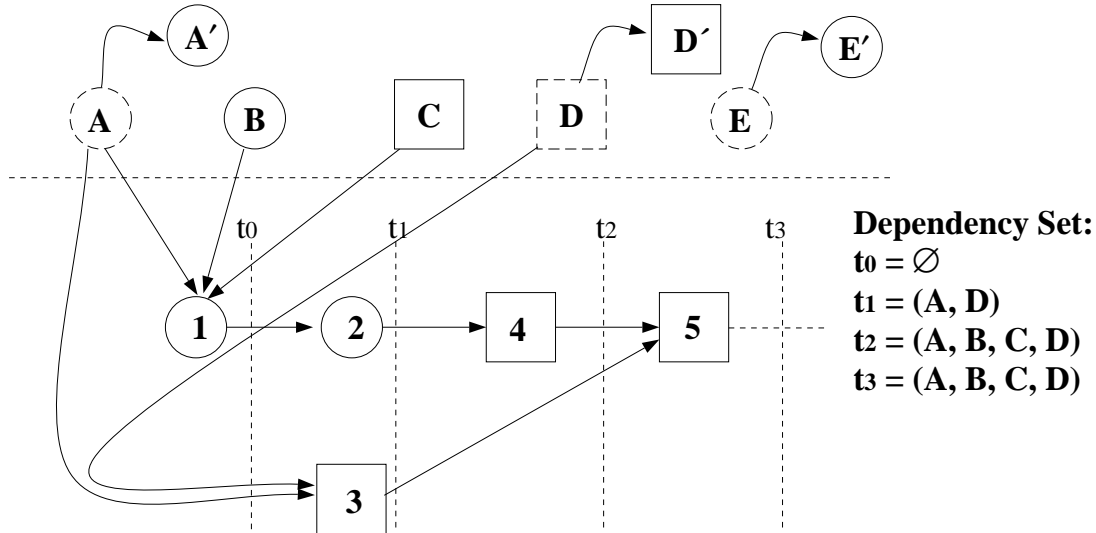 A′
D′
E′
A
B
C
D
E
t0
t1
t2
t3
Dependency Set:
t0 = ∅
t1 = (A, D)
t2 = (A, B, C, D)
t3 = (A, B, C, D)
1
2
4
5
3